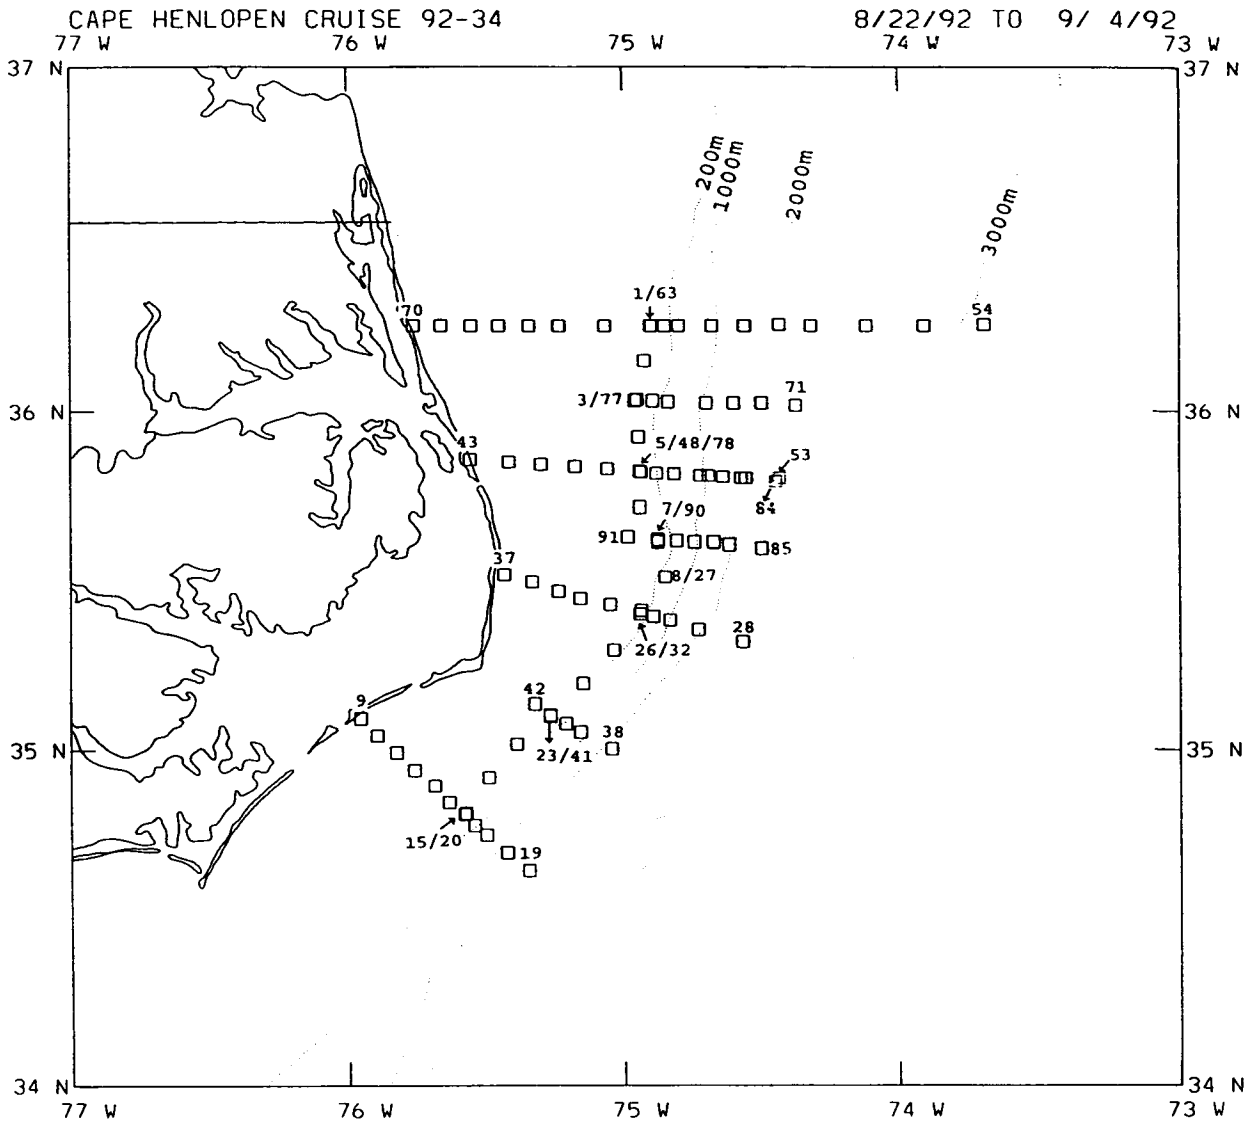 CAPE HENLOPEN CRUISE 92-34 8/22/92 TO 9/ 4/92
77 W 76 W 75 W 74 W 73 W
37 N 37 N
200m
1000m
2000m
3000m
1/63
70 54
71
3/77
36 N 36 N
43 5/48/78
53
84
7/90
91 85
37
8/27
28
26/32
42
9
38
35 N 23/41 35 N
15/20
19
34 N 34 N
77 W 76 W 75 W 74 W 73 W